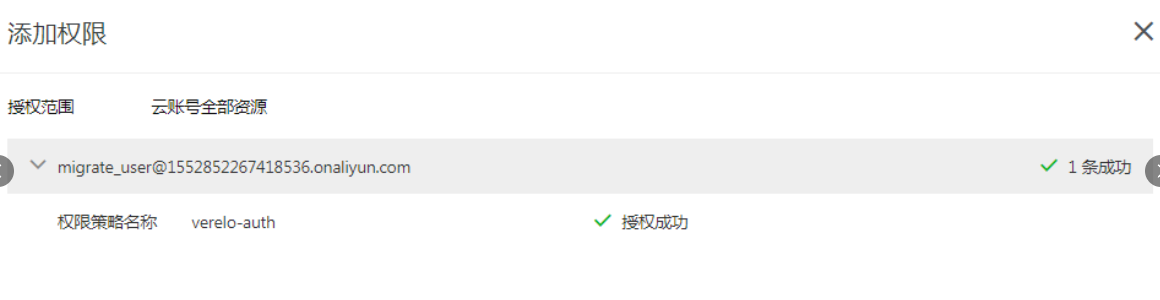 添加权限
授权范围 云账号全部资源
migrate_user@1552852267418536.onaliyun.com 1 条成功
权限策略名称 verelo-auth 授权成功